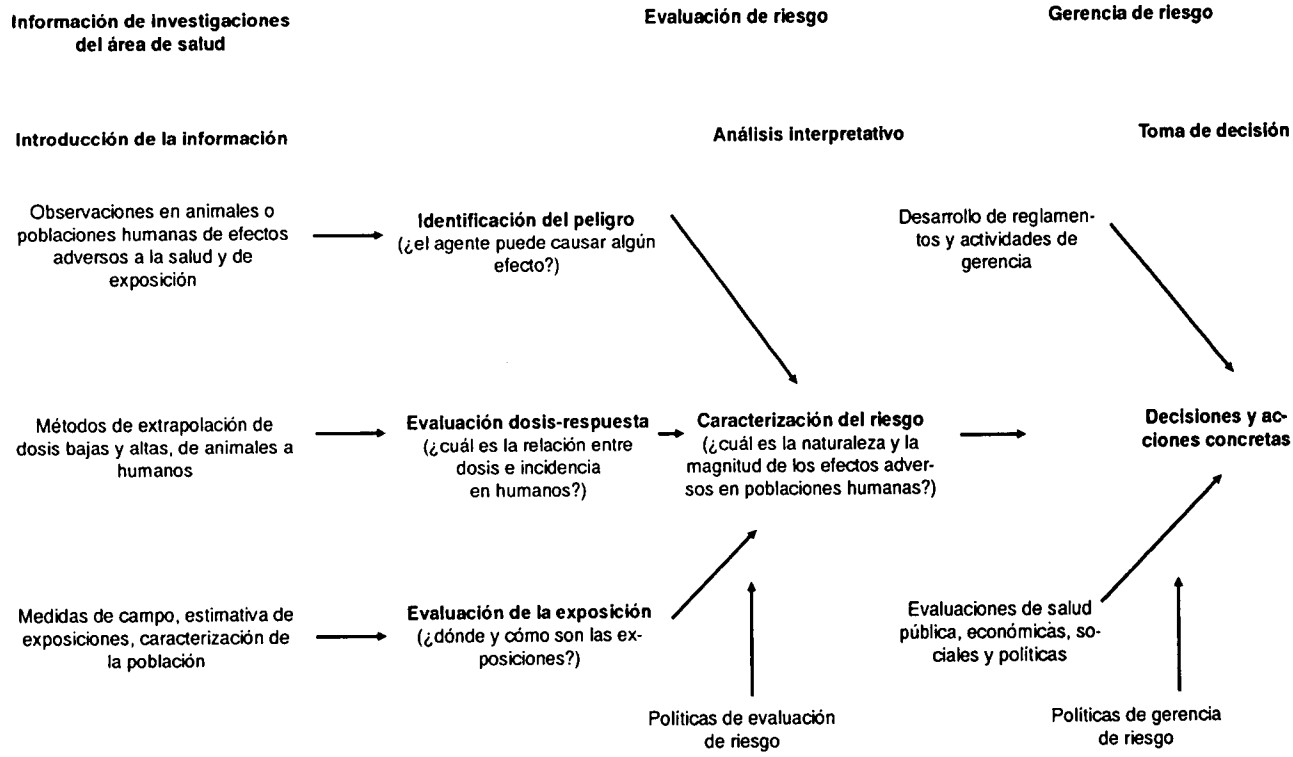 Información de investigaciones
del área de salud
Evaluación de riesgo
Gerencia de riesgo
Introducción de la información
Análisis interpretativo
Toma de decisión
Observaciones en animales o
poblaciones humanas de efectos
adversos a la salud y de
exposición
Identificación del peligro
(¿el agente puede causar algún
efecto?)
Desarrollo de reglamen-
tos y actividades de
gerencia
Métodos de extrapolación de
dosis bajas y altas, de animales a
humanos
Evaluación dosis-respuesta
(¿cuál es la relación entre
dosis e incidencia
en humanos?)
Caracterización del riesgo
(¿cuál es la naturaleza y la
magnitud de los efectos adver-
sos en poblaciones humanas?)
Decisiones y ac-
ciones concretas
Medidas de campo, estimativa de
exposiciones, caracterización de
la población
Evaluación de la exposición
(¿dónde y cómo son las ex-
posiciones?)
Evaluaciones de salud
pública, económicas, so-
ciales y políticas
Políticas de evaluación
de riesgo
Políticas de gerencia
de riesgo